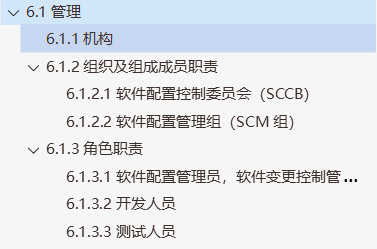 6.1 管理
6.1.1 机构
6.1.2 组织及组成成员职责
6.1.2.1 软件配置控制委员会（SCCB）
6.1.2.2 软件配置管理组（SCM 组）
6.1.3 角色职责
6.1.3.1 软件配置管理员，软件变更控制管 ...
6.1.3.2 开发人员
6.1.3.3 测试人员